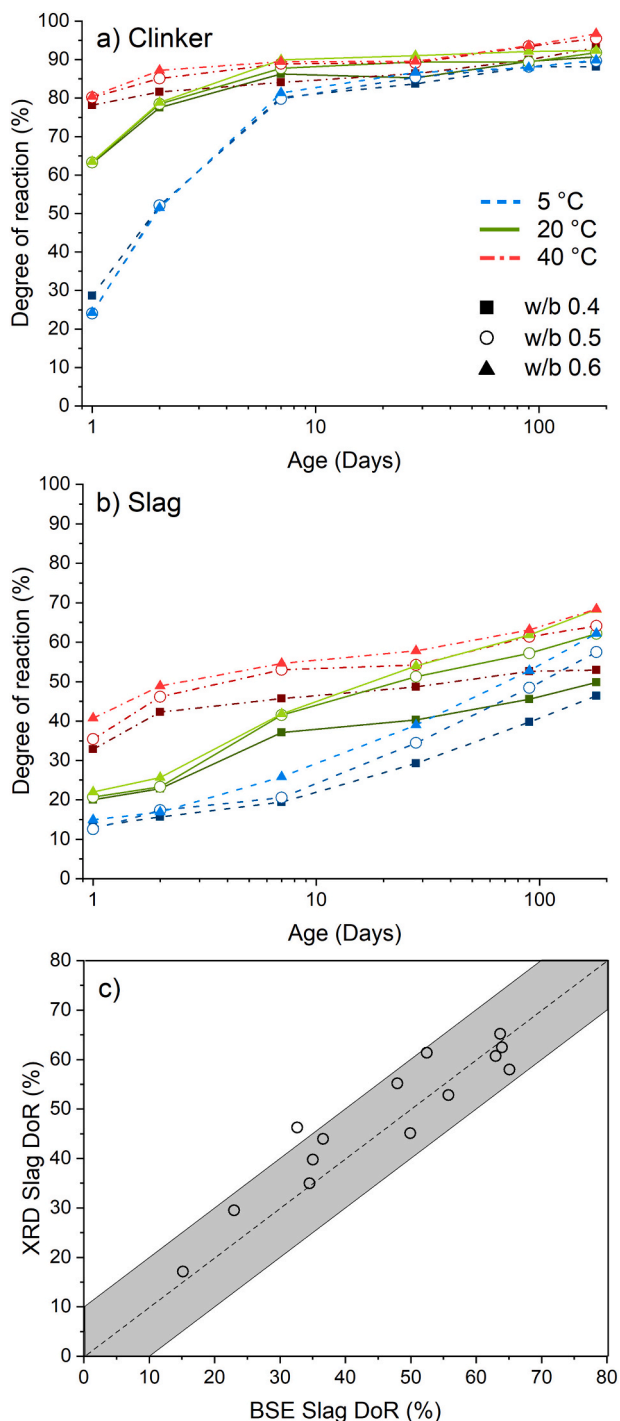 a) Clinker
Degree of reaction (%)
100
90
80
70
60
50
40
30
20
10
0
5 °C
20 °C
40 °C
w/b 0.4
w/b 0.5
w/b 0.6
1 10 100
Age (Days)
b) Slag
Degree of reaction (%)
100
90
80
70
60
50
40
30
20
10
0
1 10 100
Age (Days)
c)
XRD Slag DoR (%)
80
70
60
50
40
30
20
10
0
0 10 20 30 40 50 60 70 80
BSE Slag DoR (%)